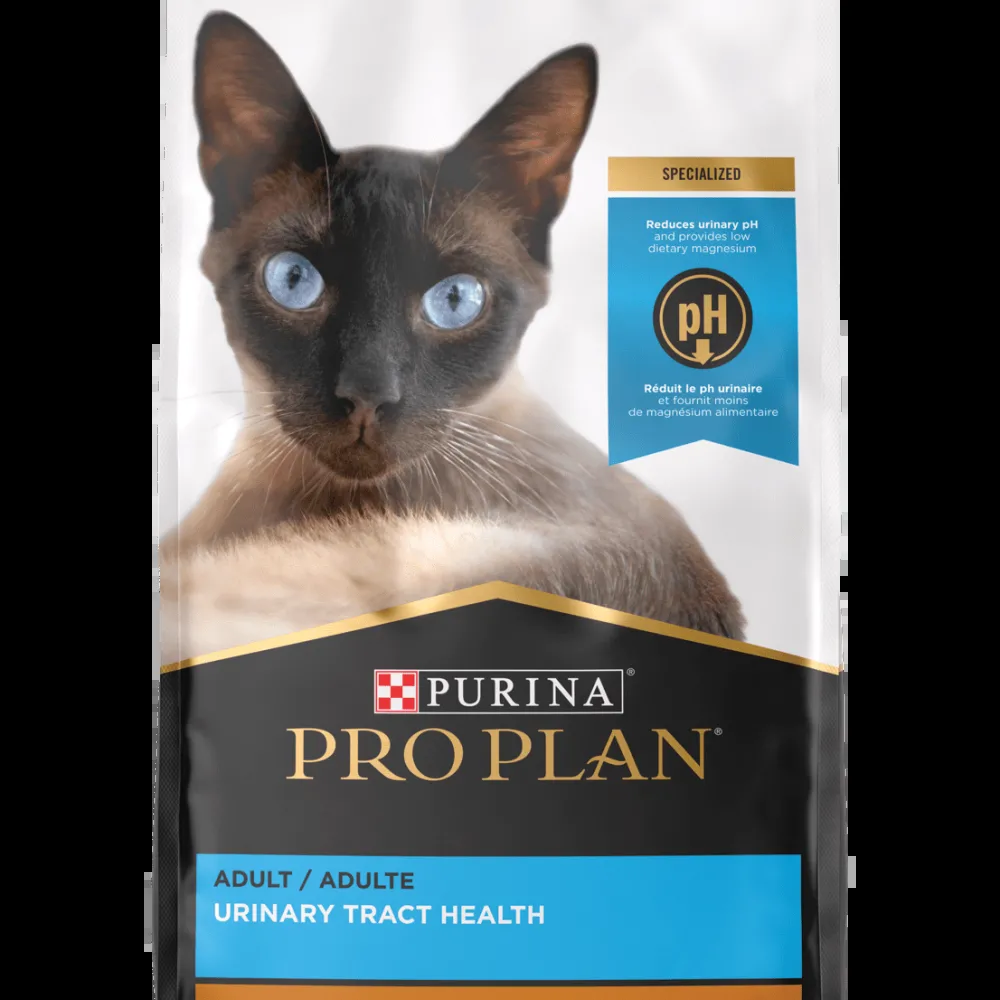 SPECIALIZED
Reduces urinary pH
and provides low
dietary magnesium
pH
Réduit le ph urinaire
et fournit moins
de magnésium alimentaire
PURINA®
PRO PLAN®
ADULT / ADULTE
URINARY TRACT HEALTH